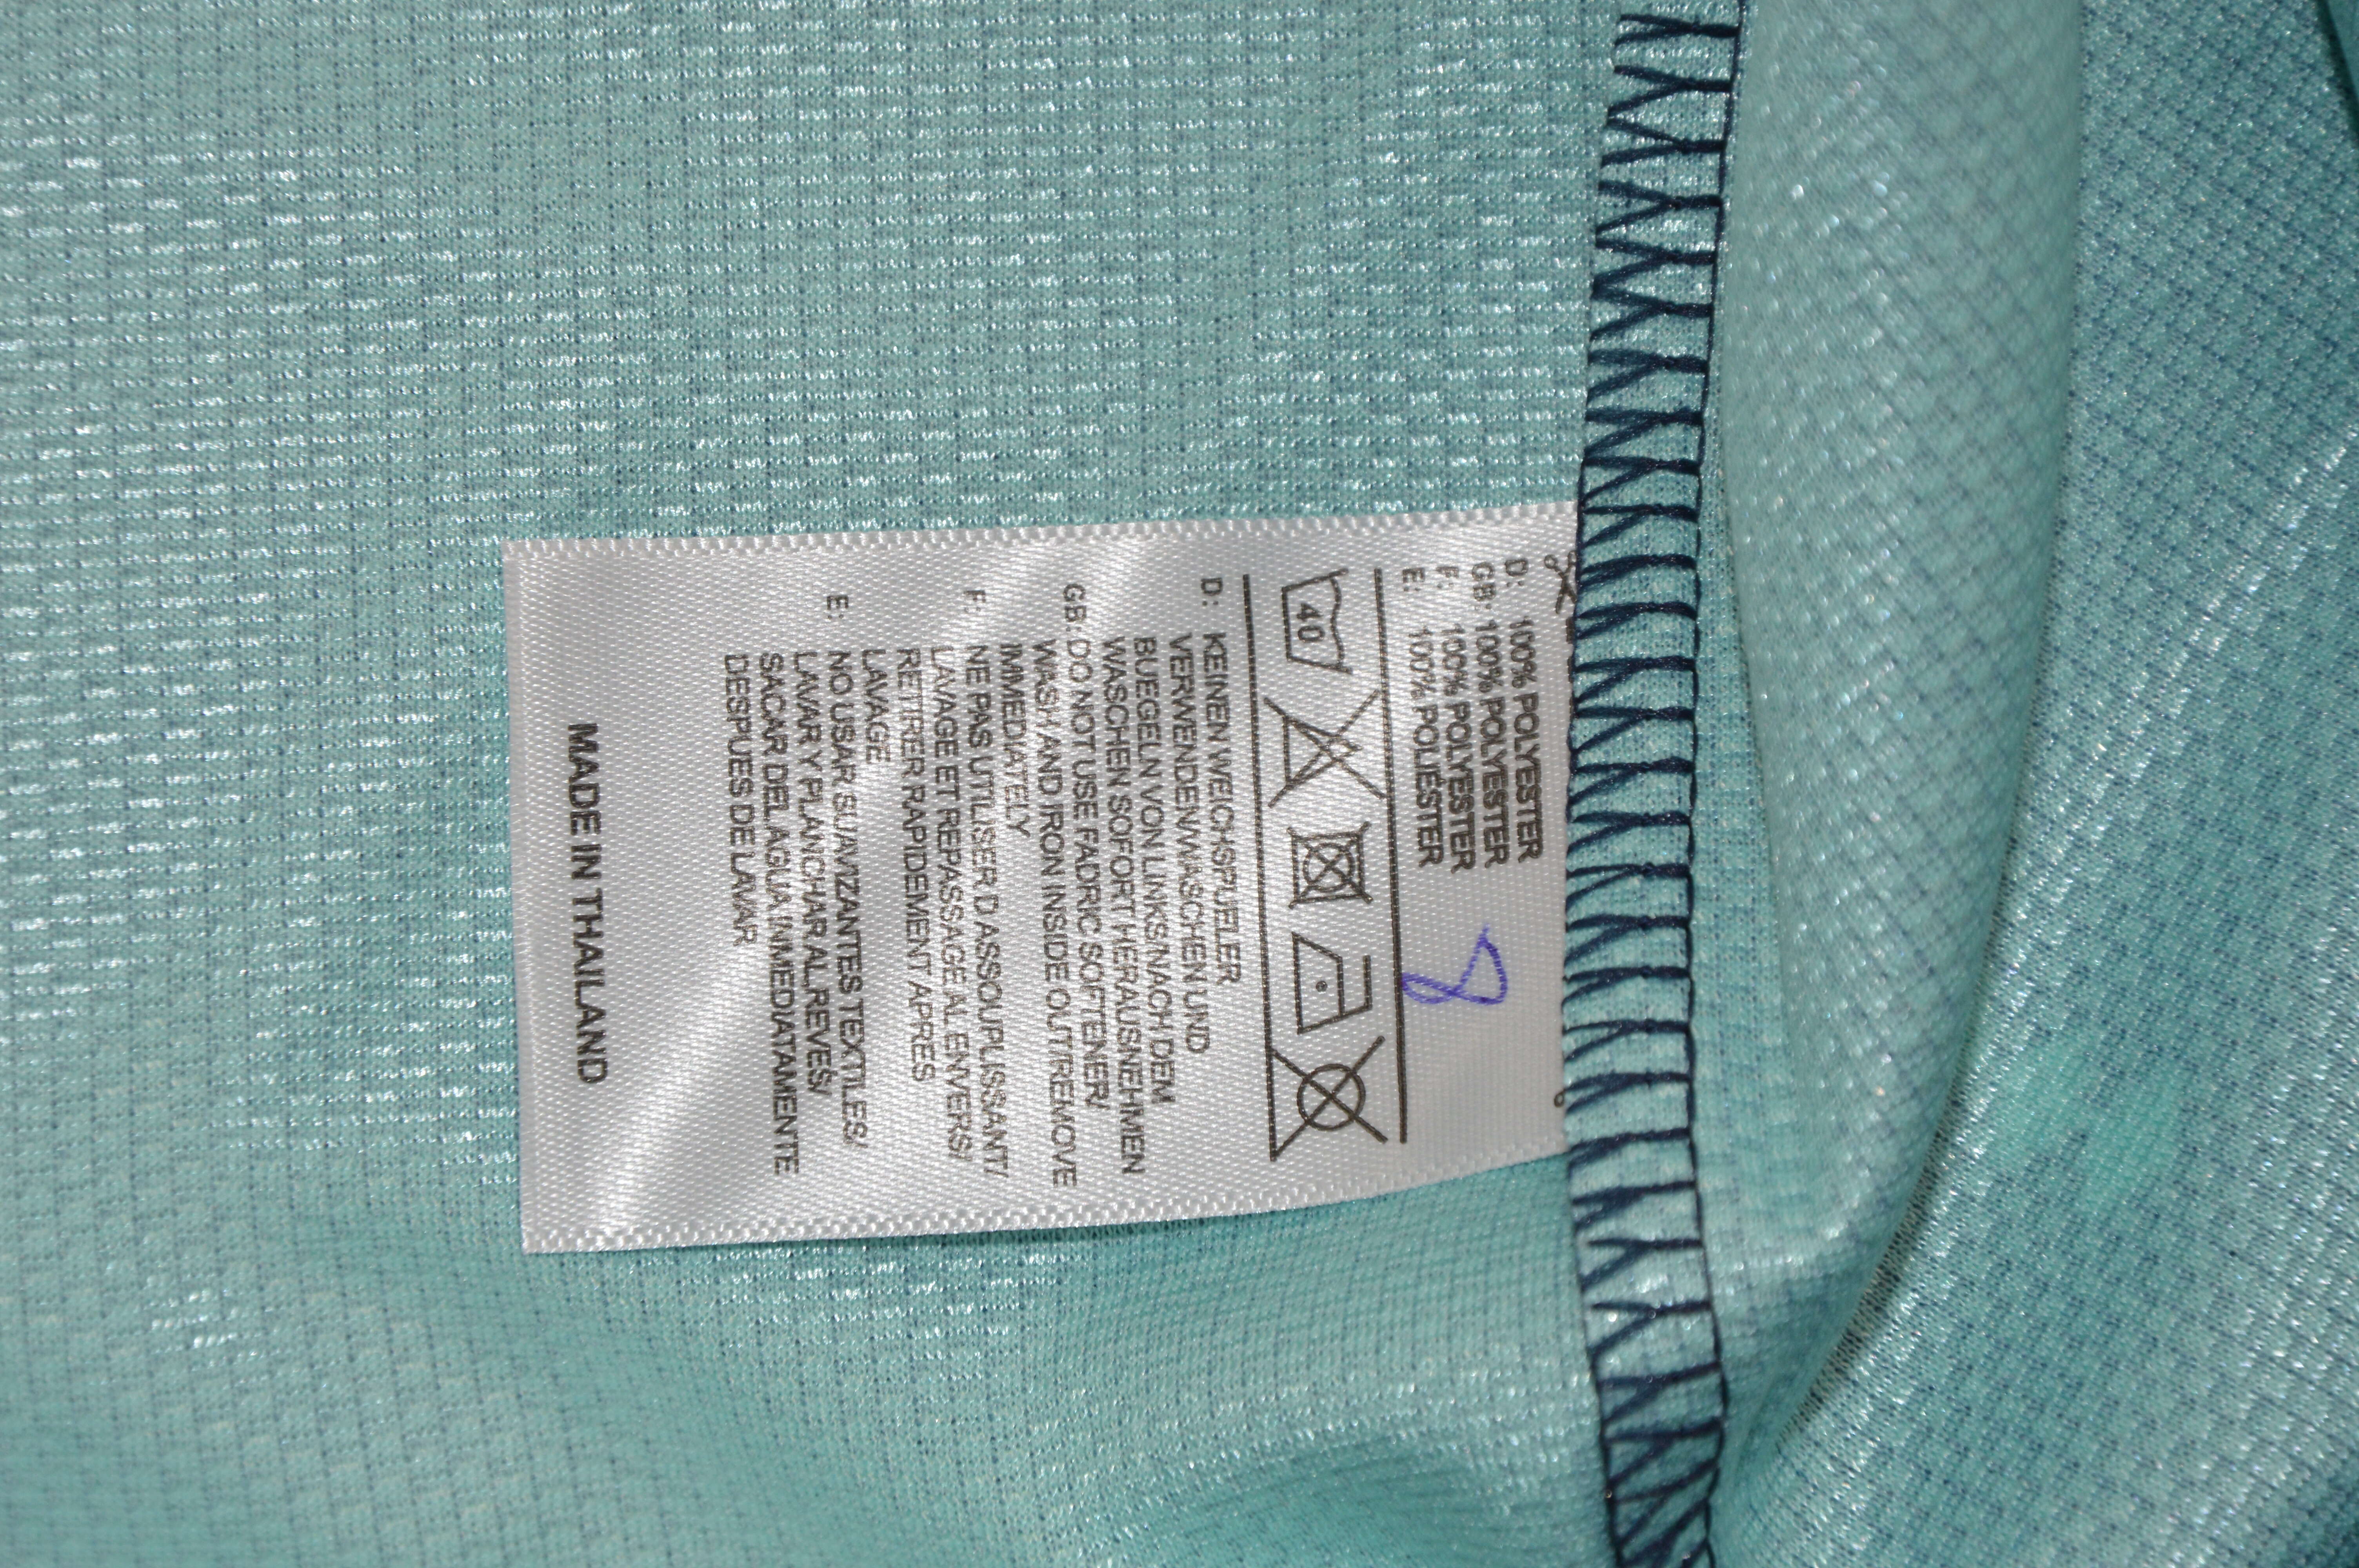 D: 100% POLYESTER
GB: 100% POLYESTER
F: 100% POLYESTER
E: 100% POLIESTER
8
40
D: KEINEN WEICHSPUELER
VERWENDEN/WASCHEN UND
BUEGELN VON LINKS/NACH DEM
WASCHEN SOFORT HERAUSNEHMEN
GB: DO NOT USE FADRIC SOFTENER/
WASH AND IRON INSIDE OUT/REMOVE
IMMEDIATELY
F: NE PAS UTILISER D ASSOUPLISSANT/
LAVAGE ET REPASSAGE AL ENVERS/
RETIRER RAPIDEMENT APRES
LAVAGE
E: NO USAR SUAVIZANTES TEXTILES/
LAVAR Y PLANCHAR AL REVES/
SACAR DEL AGUA INMEDIATAMENTE
DESPUES DE LAVAR
MADE IN THAILAND